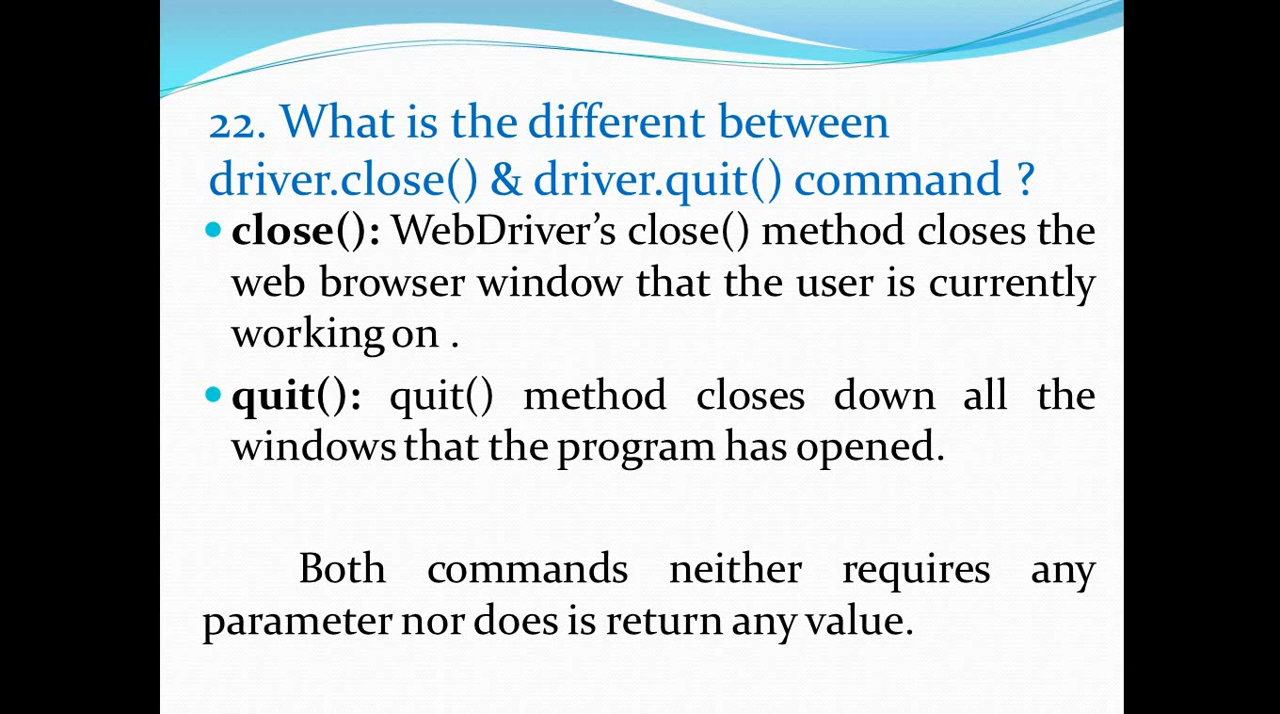 22. What is the different between
driver.close() & driver.quit() command ?
• close(): WebDriver’s close() method closes the
web browser window that the user is currently
working on .
• quit(): quit() method closes down all the
windows that the program has opened.
Both commands neither requires any
parameter nor does is return any value.